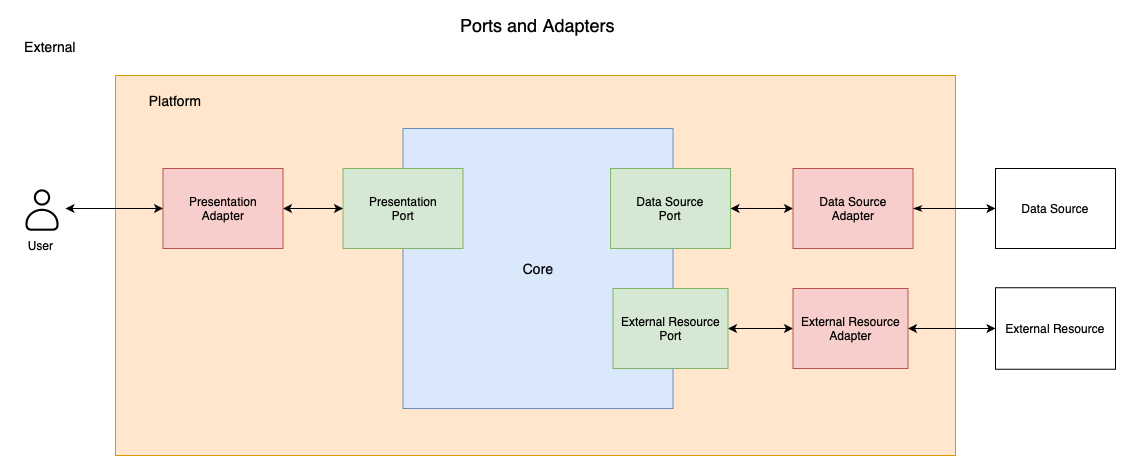 Ports and Adapters
External
Platform
Presentation
Adapter
Presentation
Port
Data Source
Port
Data Source
Adapter
Data Source
User
Core
External Resource
Port
External Resource
Adapter
External Resource